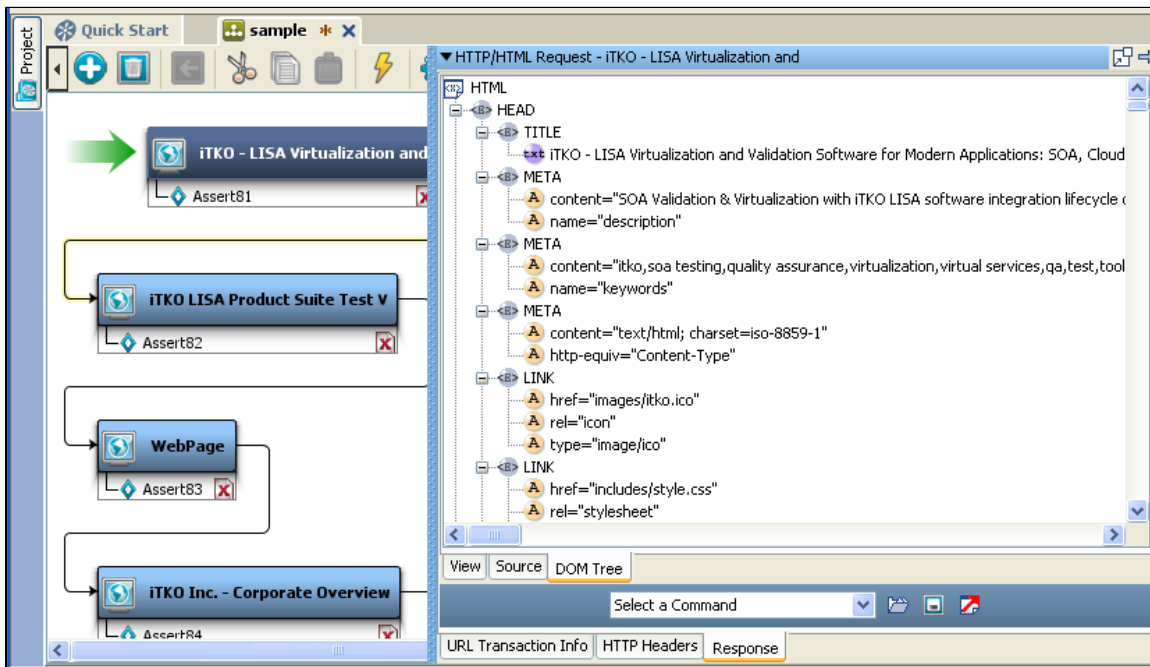 Project
Quick Start
sample
iTKO - LISA Virtualization and
Assert81
iTKO LISA Product Suite Test V
Assert82
WebPage
Assert83
iTKO Inc. - Corporate Overview
Assert84
HTTP/HTML Request - iTKO - LISA Virtualization and
HTML
<E> HEAD
<E> TITLE
txt iTKO - LISA Virtualization and Validation Software for Modern Applications: SOA, Cloud
<E> META
A content="SOA Validation & Virtualization with iTKO LISA software integration lifecycle
A name="description"
<E> META
A content="itko,soa testing,quality assurance,virtualization,virtual services,qa,test,tool
A name="keywords"
<E> META
A content="text/html; charset=iso-8859-1"
A http-equiv="Content-Type"
<E> LINK
A href="images/itko.ico"
A rel="icon"
A type="image/ico"
<E> LINK
A href="includes/style.css"
A rel="stylesheet"
View Source DOM Tree
Select a Command
URL Transaction Info HTTP Headers Response